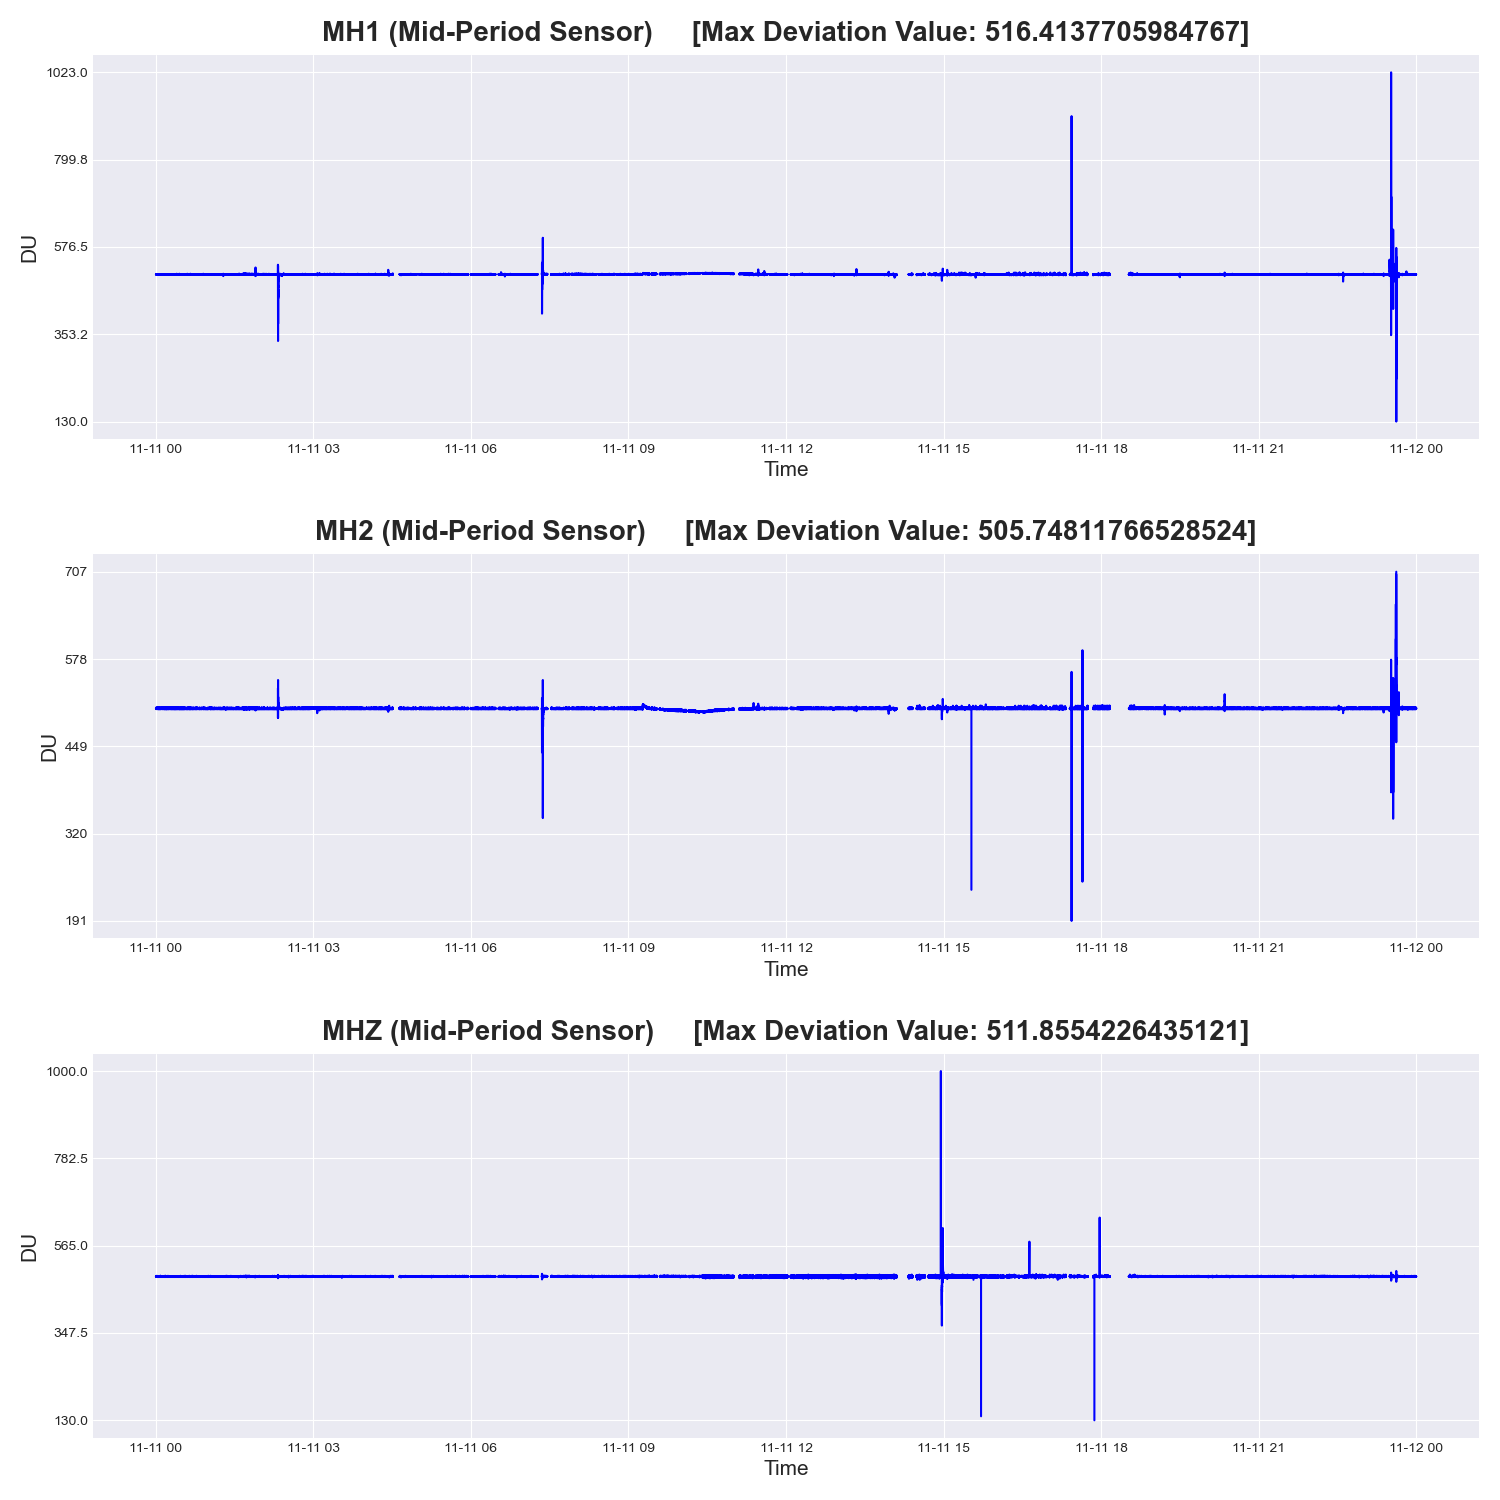 MH1 (Mid-Period Sensor) [Max Deviation Value: 516.4137705984767]
1023.0
799.8
576.5
353.2
130.0
DU
11-11 00 11-11 03 11-11 06 11-11 09 11-11 12 11-11 15 11-11 18 11-11 21 11-12 00
Time
MH2 (Mid-Period Sensor) [Max Deviation Value: 505.74811766528524]
707
578
449
320
191
DU
11-11 00 11-11 03 11-11 06 11-11 09 11-11 12 11-11 15 11-11 18 11-11 21 11-12 00
Time
MHZ (Mid-Period Sensor) [Max Deviation Value: 511.8554226435121]
1000.0
782.5
565.0
347.5
130.0
DU
11-11 00 11-11 03 11-11 06 11-11 09 11-11 12 11-11 15 11-11 18 11-11 21 11-12 00
Time